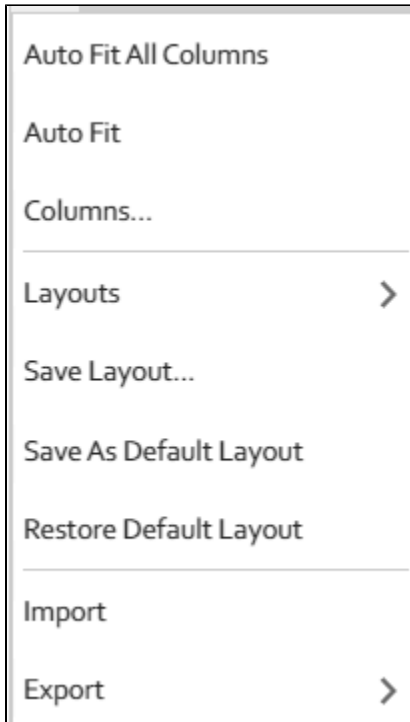 Auto Fit All Columns
Auto Fit
Columns...
Layouts
Save Layout...
Save As Default Layout
Restore Default Layout
Import
Export